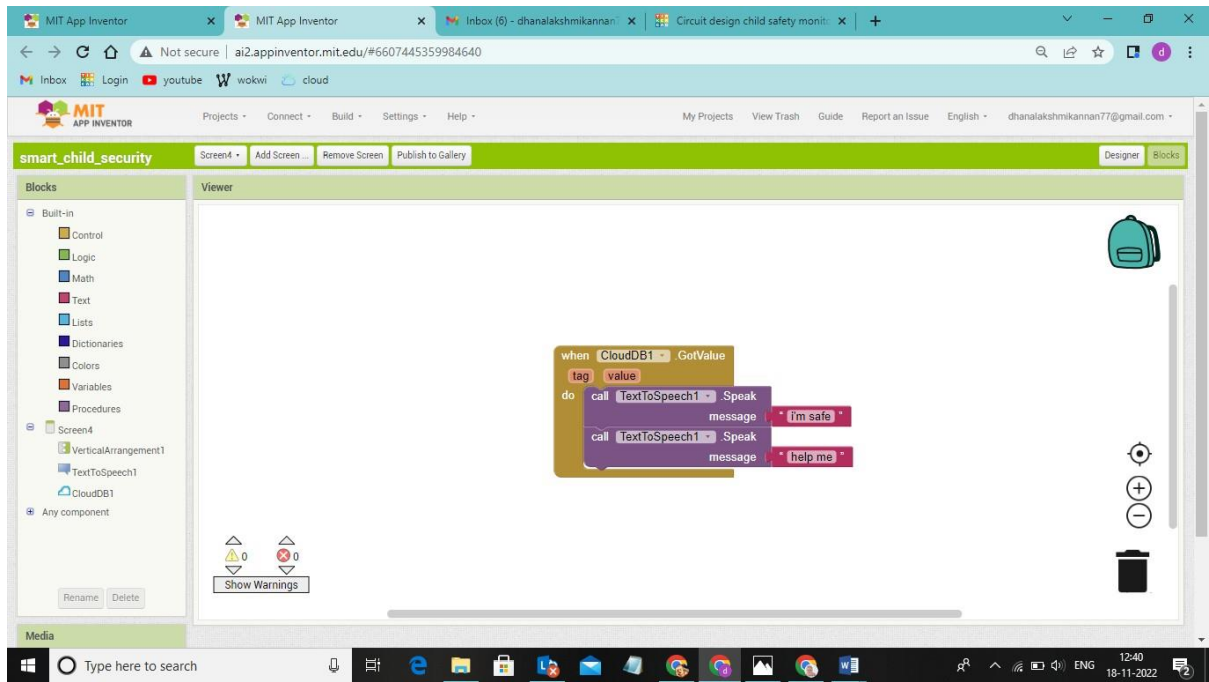 MIT App Inventor
MIT App Inventor
Inbox (6) - dhanalakshmikannan7
Circuit design child safety monito
Not secure | ai2.appinventor.mit.edu/#6607445359984640
d
Inbox Login youtube wokwi cloud
MIT
APP INVENTOR
Projects Connect Build Settings Help My Projects View Trash Guide Report an Issue English dhanalakshmikannan77@gmail.com
smart_child_security Screen4 Add Screen ... Remove Screen Publish to Gallery Designer Blocks
Blocks
Viewer
Built-in
Control
Logic
Math
Text
Lists
Dictionaries
Colors
Variables
Procedures
Screen4
VerticalArrangement1
TextToSpeech1
CloudDB1
Any component
Rename Delete
Media
when CloudDB1 .GotValue
tag value
do call TextToSpeech1 .Speak
message " i'm safe "
call TextToSpeech1 .Speak
message " help me "
0 0
Show Warnings
Type here to search
ENG
12:40
18-11-2022
2